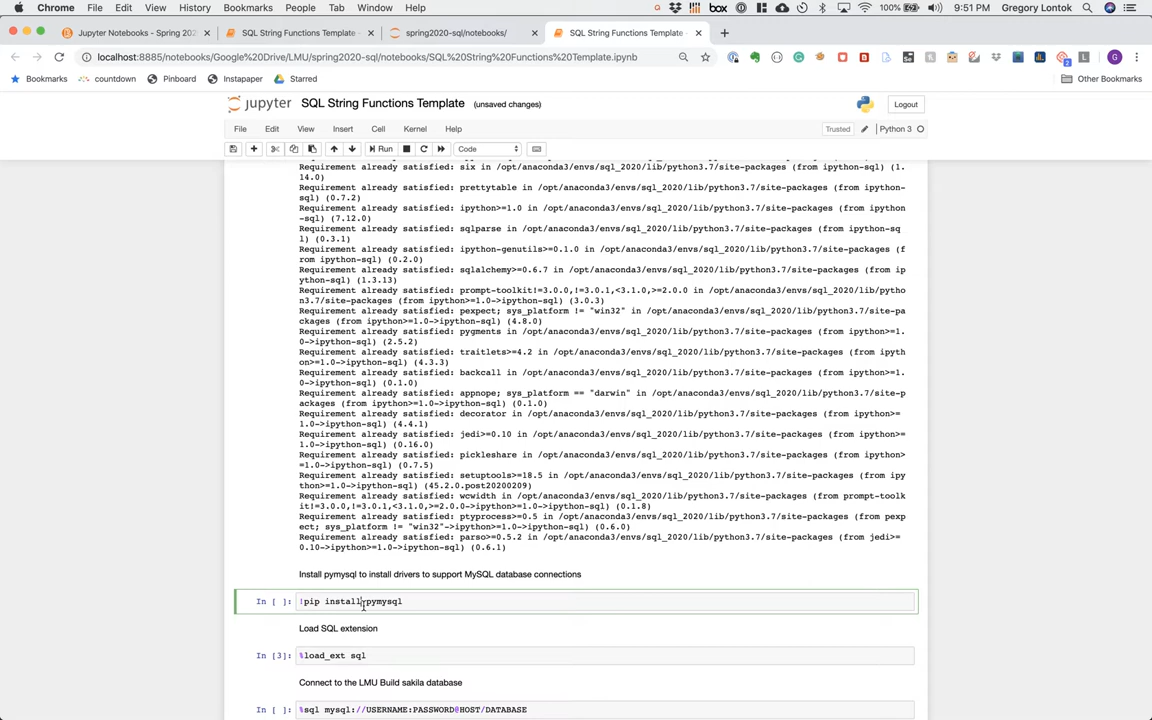 Chrome File Edit View History Bookmarks People Tab Window Help box 100% 9:51 PM Gregory Lontok
Jupyter Notebooks - Spring 202 × SQL String Functions Template - × spring2020-sql/notebooks/ × SQL String Functions Template - × +
localhost:8885/notebooks/Google%20Drive/LMU/spring2020-sql/notebooks/SQL%20String%20Functions%20Template.ipynb
Bookmarks countdown Pinboard Instapaper Starred Other Bookmarks
jupyter SQL String Functions Template (unsaved changes) Logout
File Edit View Insert Cell Kernel Help Trusted Python 3
Run Code
Requirement already satisfied: six in /opt/anaconda3/envs/sql_2020/lib/python3.7/site-packages (from ipython-sql) (1.
14.0)
Requirement already satisfied: prettytable in /opt/anaconda3/envs/sql_2020/lib/python3.7/site-packages (from ipython-
sql) (0.7.2)
Requirement already satisfied: ipython>=1.0 in /opt/anaconda3/envs/sql_2020/lib/python3.7/site-packages (from ipython
-sql) (7.12.0)
Requirement already satisfied: sqlparse in /opt/anaconda3/envs/sql_2020/lib/python3.7/site-packages (from ipython-sq
l) (0.3.1)
Requirement already satisfied: ipython-genutils>=0.1.0 in /opt/anaconda3/envs/sql_2020/lib/python3.7/site-packages (f
rom ipython-sql) (0.2.0)
Requirement already satisfied: sqlalchemy>=0.6.7 in /opt/anaconda3/envs/sql_2020/lib/python3.7/site-packages (from ip
ython-sql) (1.3.13)
Requirement already satisfied: prompt-toolkit!=3.0.0,!=3.0.1,<3.1.0,>=2.0.0 in /opt/anaconda3/envs/sql_2020/lib/pytho
n3.7/site-packages (from ipython>=1.0->ipython-sql) (3.0.3)
Requirement already satisfied: pexpect; sys_platform != "win32" in /opt/anaconda3/envs/sql_2020/lib/python3.7/site-pa
ckages (from ipython>=1.0->ipython-sql) (4.8.0)
Requirement already satisfied: pygments in /opt/anaconda3/envs/sql_2020/lib/python3.7/site-packages (from ipython>=1.
0->ipython-sql) (2.5.2)
Requirement already satisfied: traitlets>=4.2 in /opt/anaconda3/envs/sql_2020/lib/python3.7/site-packages (from ipyth
on>=1.0->ipython-sql) (4.3.3)
Requirement already satisfied: backcall in /opt/anaconda3/envs/sql_2020/lib/python3.7/site-packages (from ipython>=1.
0->ipython-sql) (0.1.0)
Requirement already satisfied: appnope; sys_platform == "darwin" in /opt/anaconda3/envs/sql_2020/lib/python3.7/site-p
ackages (from ipython>=1.0->ipython-sql) (0.1.0)
Requirement already satisfied: decorator in /opt/anaconda3/envs/sql_2020/lib/python3.7/site-packages (from ipython>=
1.0->ipython-sql) (4.4.1)
Requirement already satisfied: jedi>=0.10 in /opt/anaconda3/envs/sql_2020/lib/python3.7/site-packages (from ipython>=
1.0->ipython-sql) (0.16.0)
Requirement already satisfied: pickleshare in /opt/anaconda3/envs/sql_2020/lib/python3.7/site-packages (from ipython>
=1.0->ipython-sql) (0.7.5)
Requirement already satisfied: setuptools>=18.5 in /opt/anaconda3/envs/sql_2020/lib/python3.7/site-packages (from ipy
thon>=1.0->ipython-sql) (45.2.0.post20200209)
Requirement already satisfied: wcwidth in /opt/anaconda3/envs/sql_2020/lib/python3.7/site-packages (from prompt-toolk
it!=3.0.0,!=3.0.1,<3.1.0,>=2.0.0->ipython>=1.0->ipython-sql) (0.1.8)
Requirement already satisfied: ptyprocess>=0.5 in /opt/anaconda3/envs/sql_2020/lib/python3.7/site-packages (from pexp
ect; sys_platform != "win32"->ipython>=1.0->ipython-sql) (0.6.0)
Requirement already satisfied: parso>=0.5.2 in /opt/anaconda3/envs/sql_2020/lib/python3.7/site-packages (from jedi>=
0.10->ipython>=1.0->ipython-sql) (0.6.1)
Install pymysql to install drivers to support MySQL database connections
In [ ]: !pip install pymysql
Load SQL extension
In [3]: %load_ext sql
Connect to the LMU Build sakila database
In [ ]: %sql mysql://USERNAME:PASSWORD@HOST/DATABASE